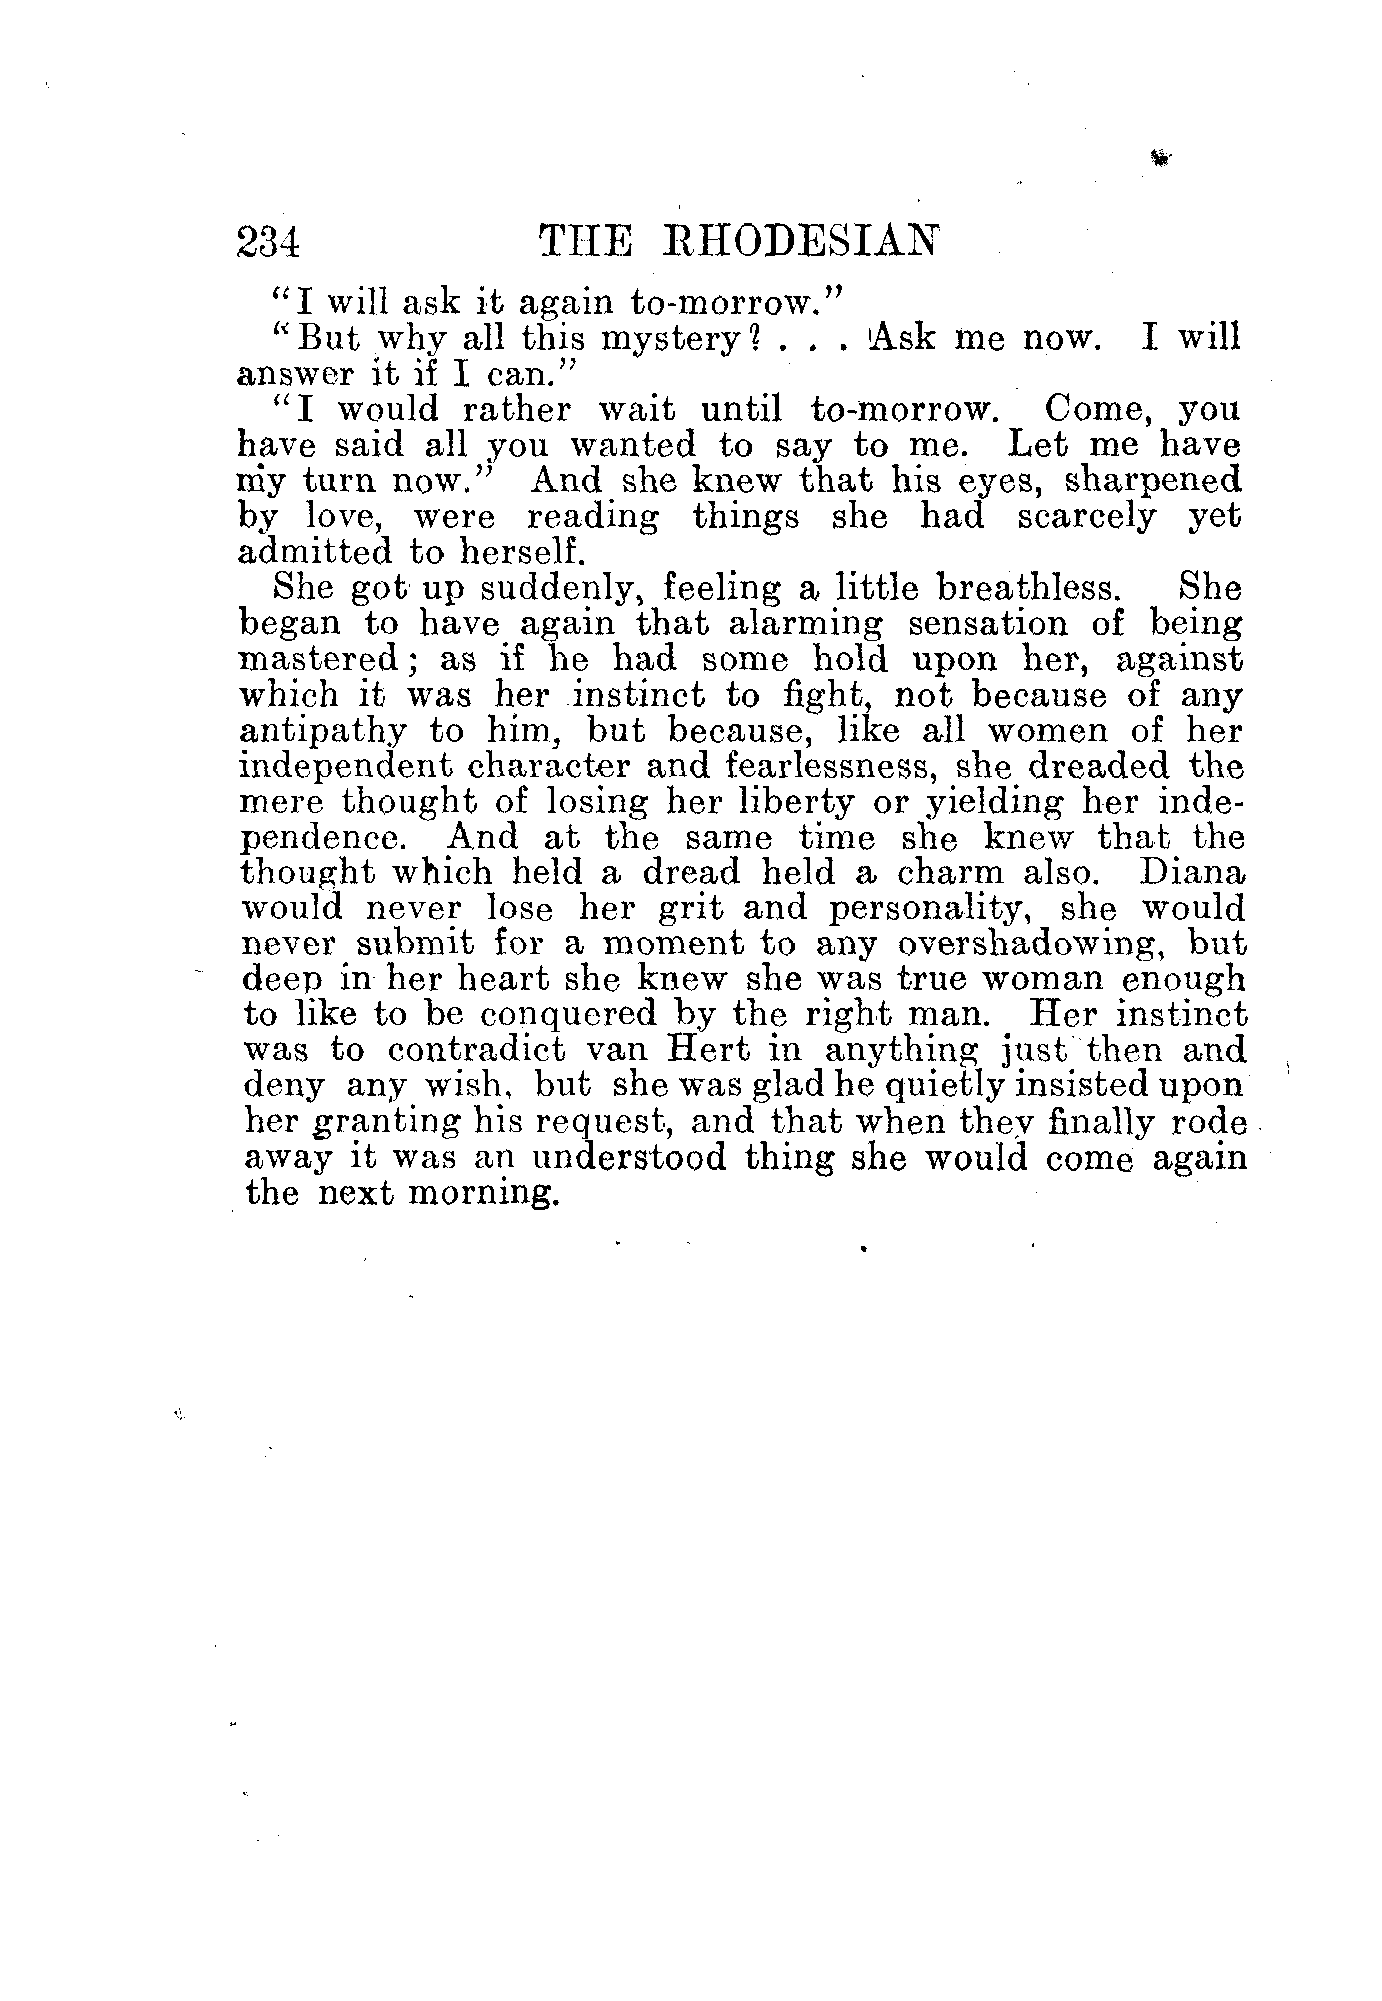 234 THE RHODESIAN
“I will ask it again to-morrow.”
“But why all this mystery? . . . Ask me now. I will
answer it if I can.”
“I would rather wait until to-morrow. Come, you
have said all you wanted to say to me. Let me have
my turn now.” And she knew that his eyes, sharpened
by love, were reading things she had scarcely yet
admitted to herself.
She got up suddenly, feeling a little breathless. She
began to have again that alarming sensation of being
mastered; as if he had some hold upon her, against
which it was her instinct to fight, not because of any
antipathy to him, but because, like all women of her
independent character and fearlessness, she dreaded the
mere thought of losing her liberty or yielding her inde-
pendence. And at the same time she knew that the
thought which held a dread held a charm also. Diana
would never lose her grit and personality, she would
never submit for a moment to any overshadowing, but
deep in her heart she knew she was true woman enough
to like to be conquered by the right man. Her instinct
was to contradict van Hert in anything just then and
deny any wish, but she was glad he quietly insisted upon
her granting his request, and that when they finally rode
away it was an understood thing she would come again
the next morning.